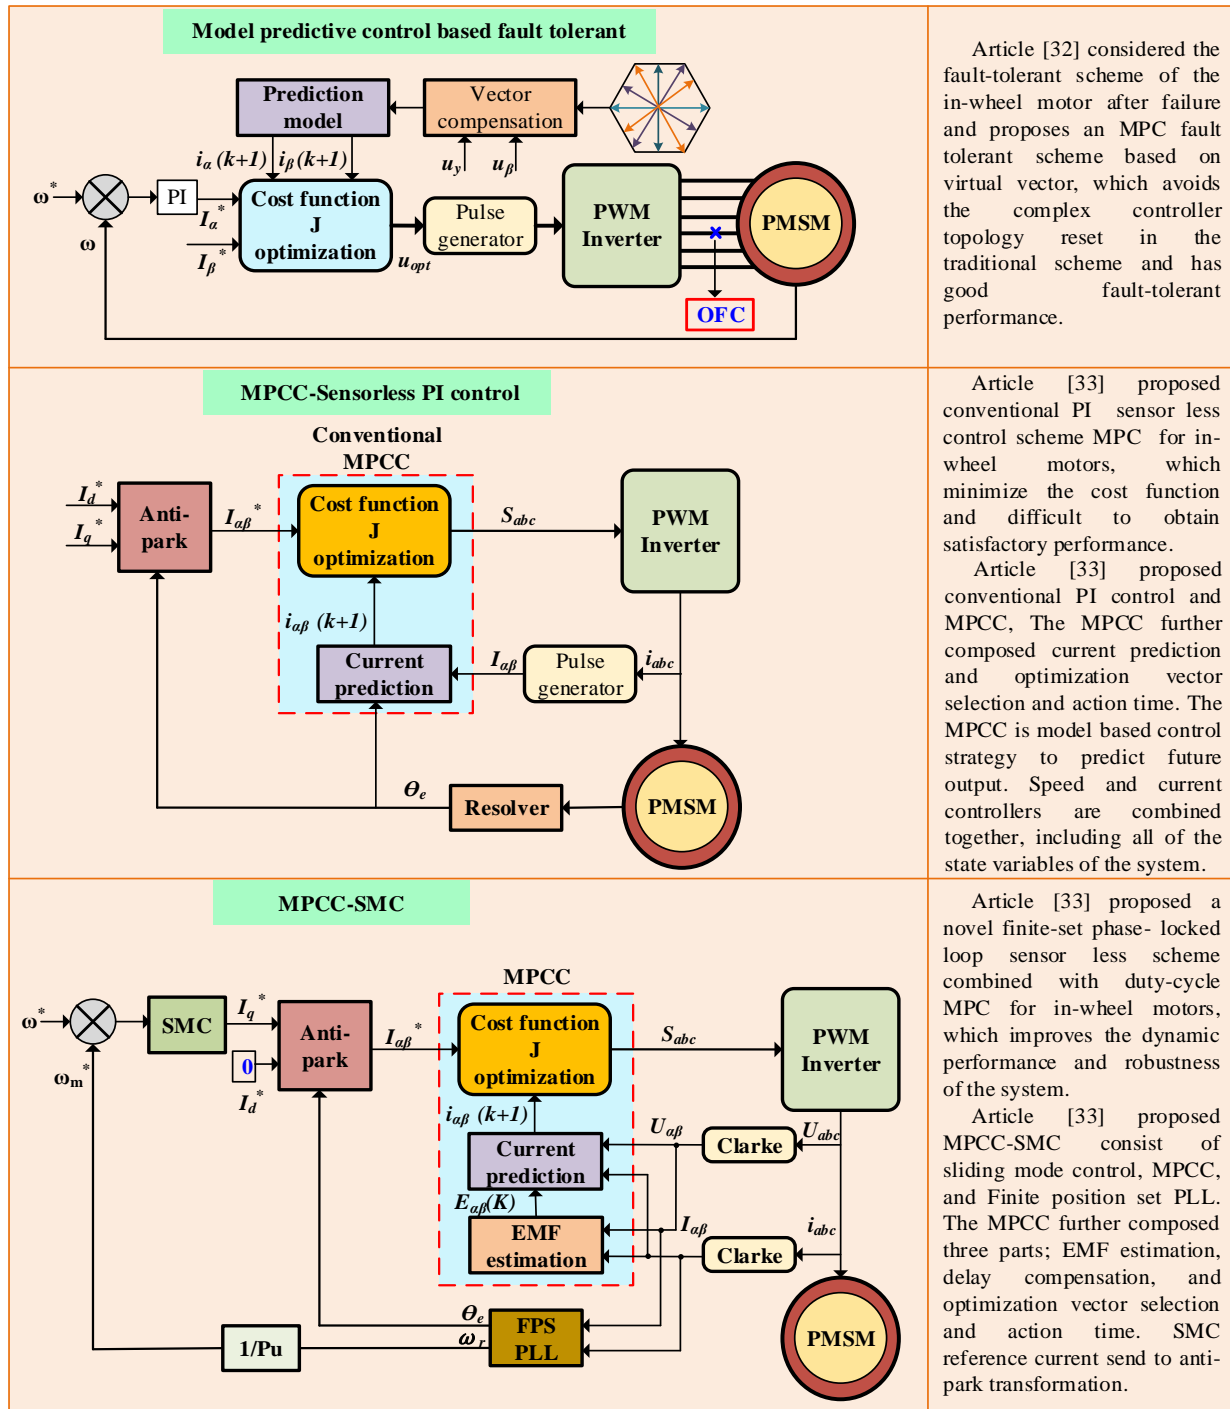 Model predictive control based fault tolerant
Prediction
model
Vector
compensation
iα (k+1)
iβ (k+1)
uy
uβ
ω*
PI
Iα*
Cost function
J
optimization
Pulse
generator
PWM
Inverter
PMSM
ω
Iβ*
uopt
OFC
Article [32] considered the
fault-tolerant scheme of the
in-wheel motor after failure
and proposes an MPC fault
tolerant scheme based on
virtual vector, which avoids
the complex controller
topology reset in the
traditional scheme and has
good fault-tolerant
performance.
MPCC-Sensorless PI control
Conventional
MPCC
Id*
Iq*
Anti-
park
Iαβ*
Cost function
J
optimization
Sabc
PWM
Inverter
iαβ (k+1)
Current
prediction
Iαβ
Pulse
generator
iabc
Θe
Resolver
PMSM
Article [33] proposed
conventional PI sensor less
control scheme MPC for in-
wheel motors, which
minimize the cost function
and difficult to obtain
satisfactory performance.
Article [33] proposed
conventional PI control and
MPCC, The MPCC further
composed current prediction
and optimization vector
selection and action time. The
MPCC is model based control
strategy to predict future
output. Speed and current
controllers are combined
together, including all of the
state variables of the system.
MPCC-SMC
MPCC
ω*
SMC
Iq*
Anti-
park
Iαβ*
Cost function
J
optimization
Sabc
PWM
Inverter
ωm*
0
Id*
iαβ (k+1)
Current
prediction
Uαβ
Clarke
Uabc
Eαβ(K)
EMF
estimation
Iαβ
Clarke
iabc
Θe
ωr
FPS
PLL
1/Pu
PMSM
Article [33] proposed a
novel finite-set phase- locked
loop sensor less scheme
combined with duty-cycle
MPC for in-wheel motors,
which improves the dynamic
performance and robustness
of the system.
Article [33] proposed
MPCC-SMC consist of
sliding mode control, MPCC,
and Finite position set PLL.
The MPCC further composed
three parts; EMF estimation,
delay compensation, and
optimization vector selection
and action time. SMC
reference current send to anti-
park transformation.